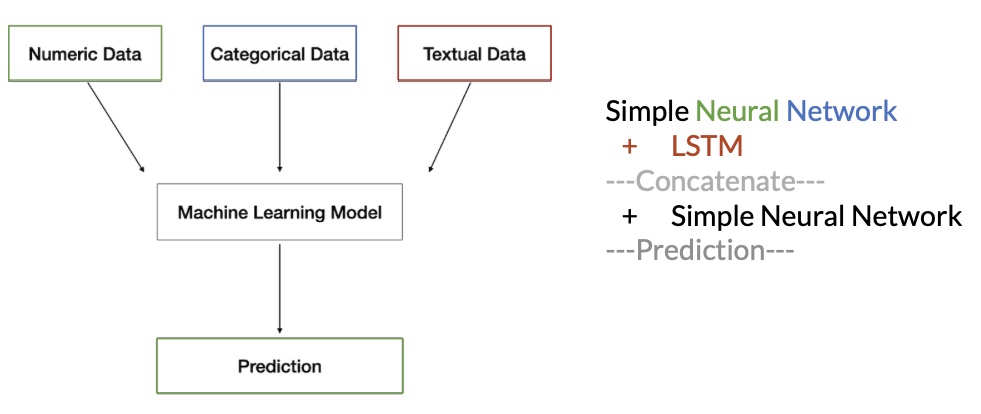 Numeric Data
Categorical Data
Textual Data
Machine Learning Model
Prediction
Simple Neural Network
+ LSTM
---Concatenate---
+ Simple Neural Network
---Prediction---